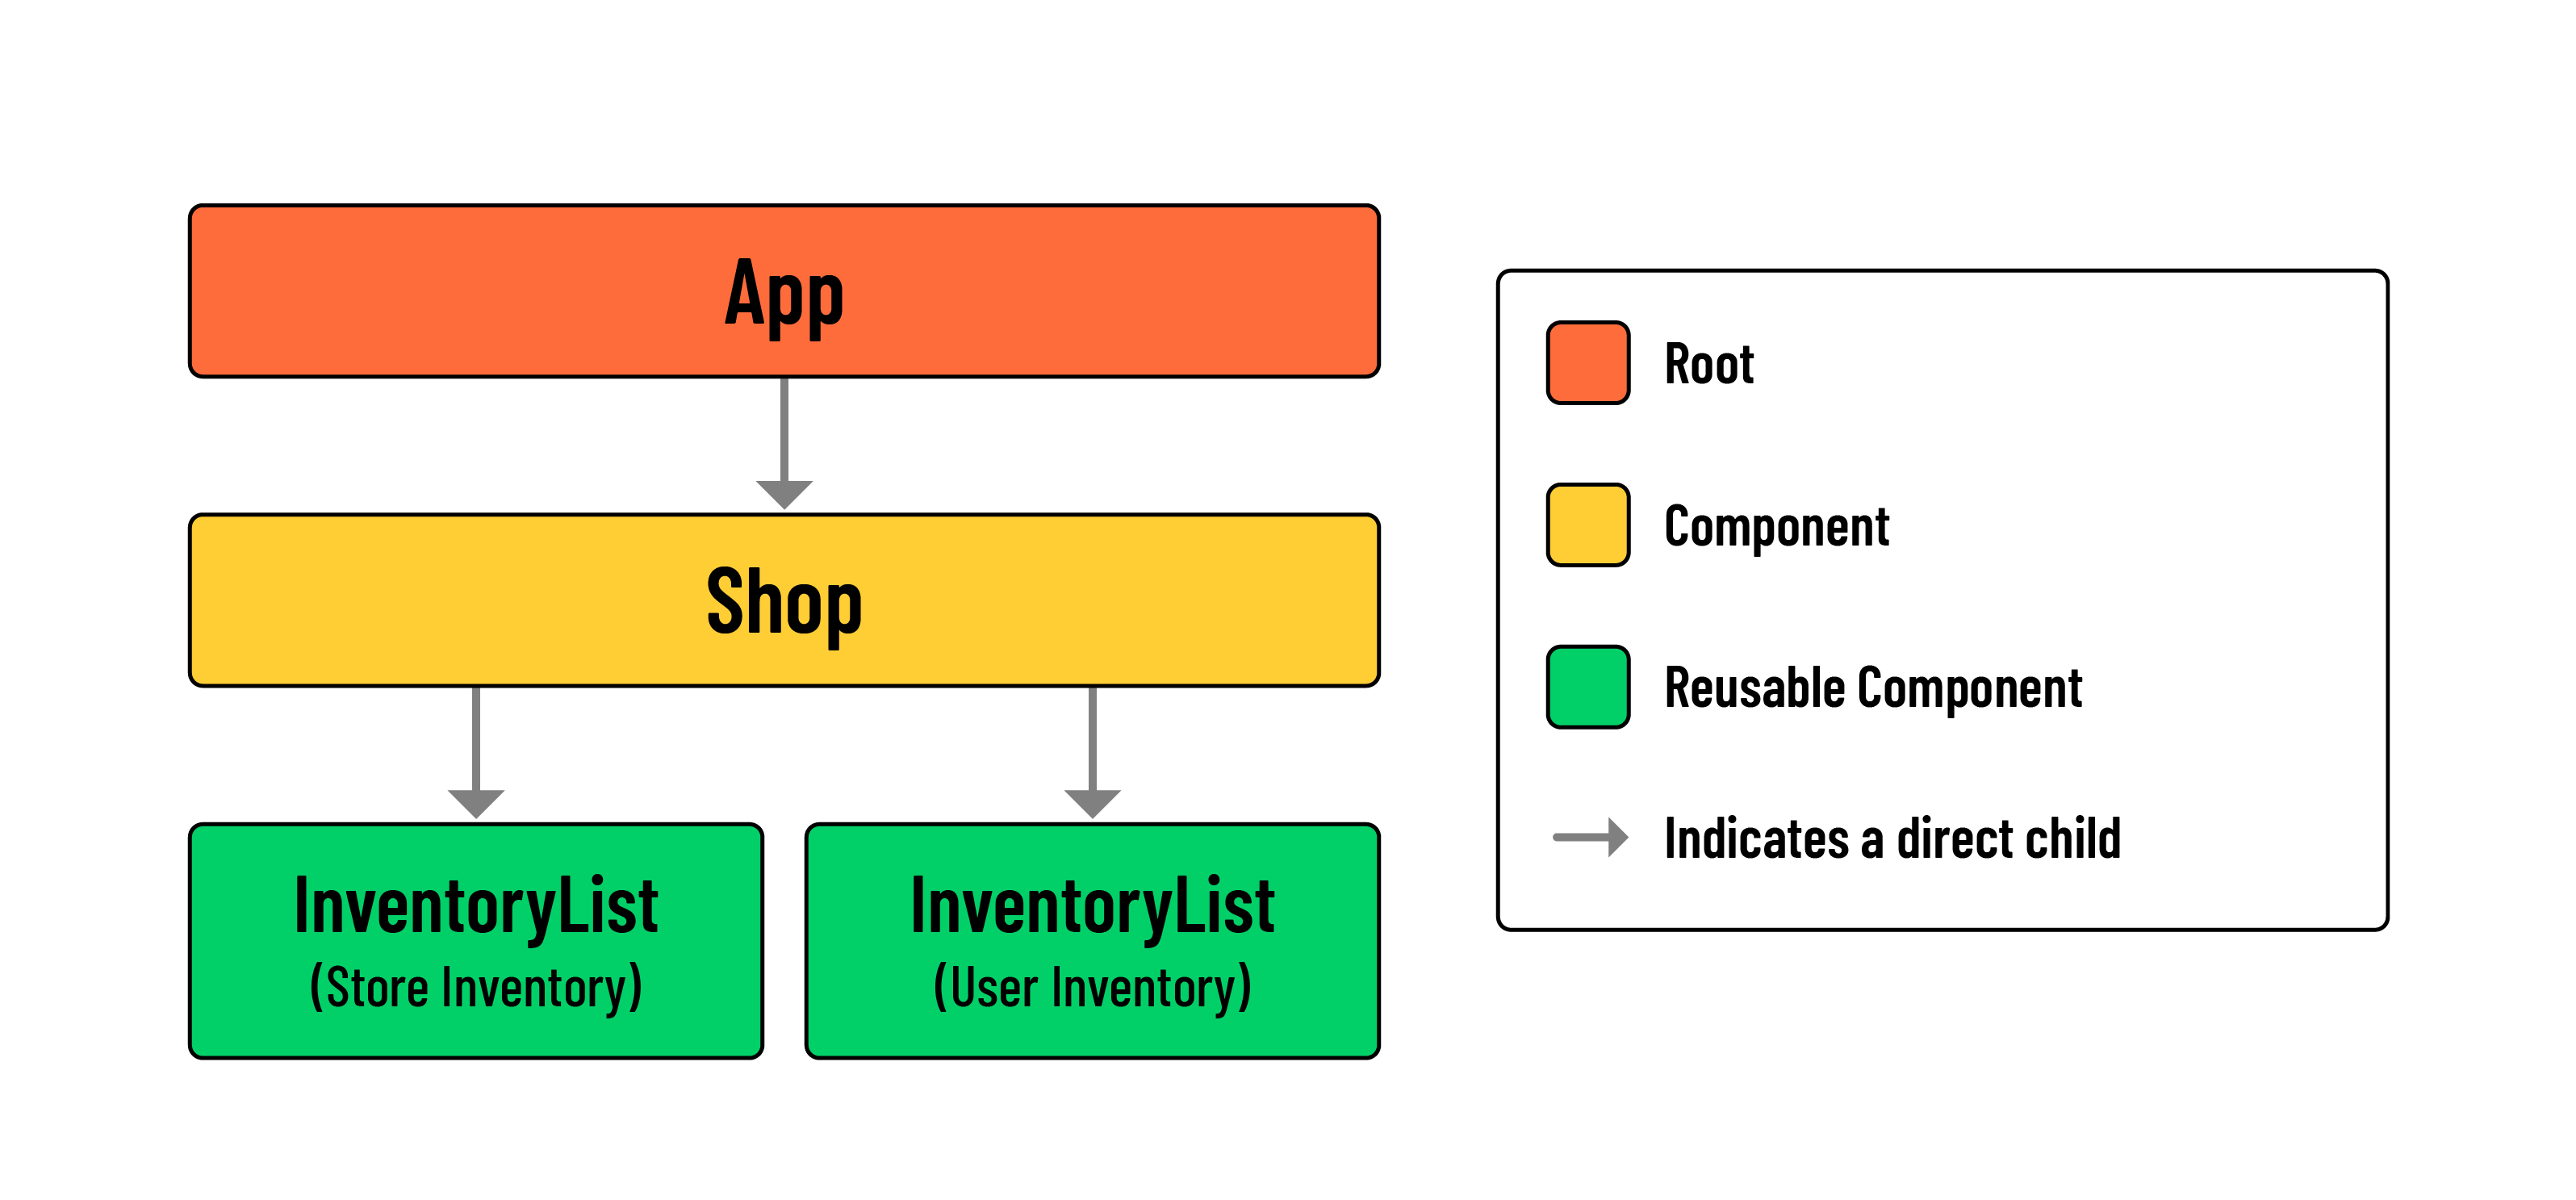 App
Shop
InventoryList
(Store Inventory)
InventoryList
(User Inventory)
Root
Component
Reusable Component
Indicates a direct child